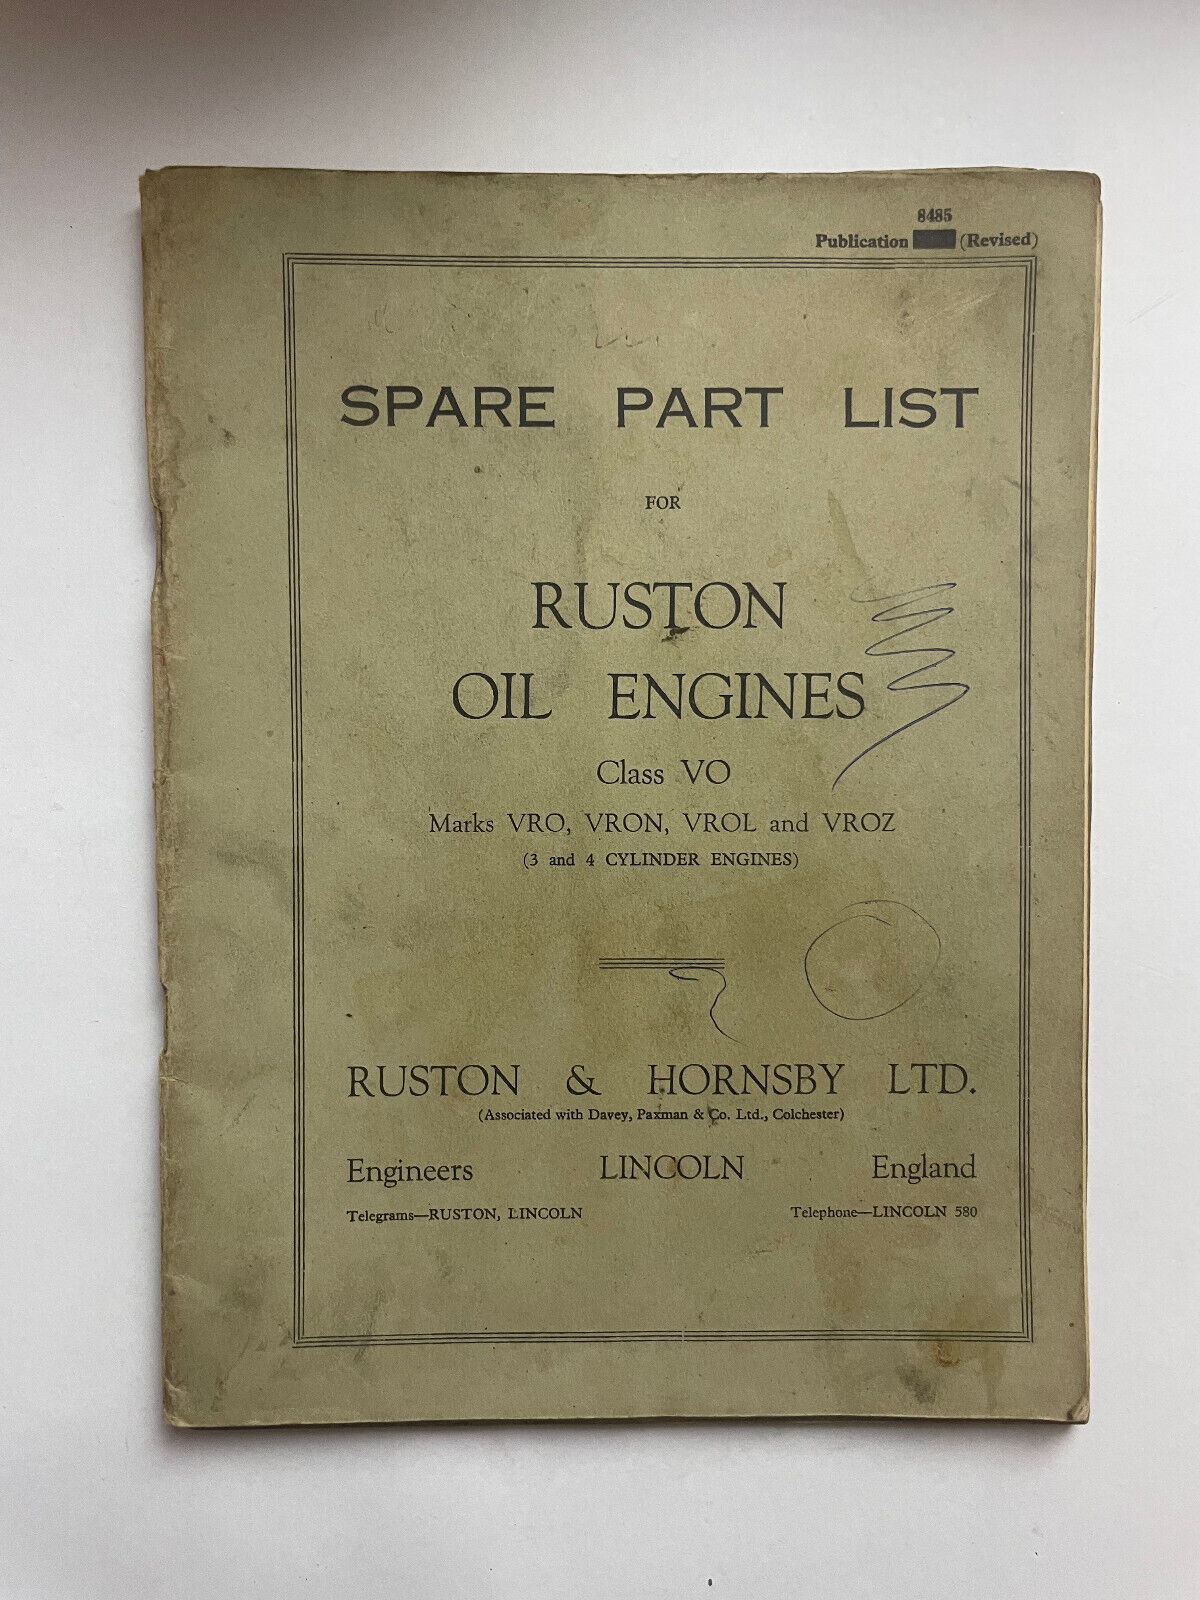 8485
Publication (Revised)
SPARE PART LIST
FOR
RUSTON
OIL ENGINES
Class VO
Marks VRO, VRON, VROL and VROZ
(3 and 4 CYLINDER ENGINES)
RUSTON & HORNSBY LTD.
(Associated with Davey, Paxman & Co. Ltd., Colchester)
Engineers LINCOLN England
Telegrams—RUSTON, LINCOLN Telephone—LINCOLN 580